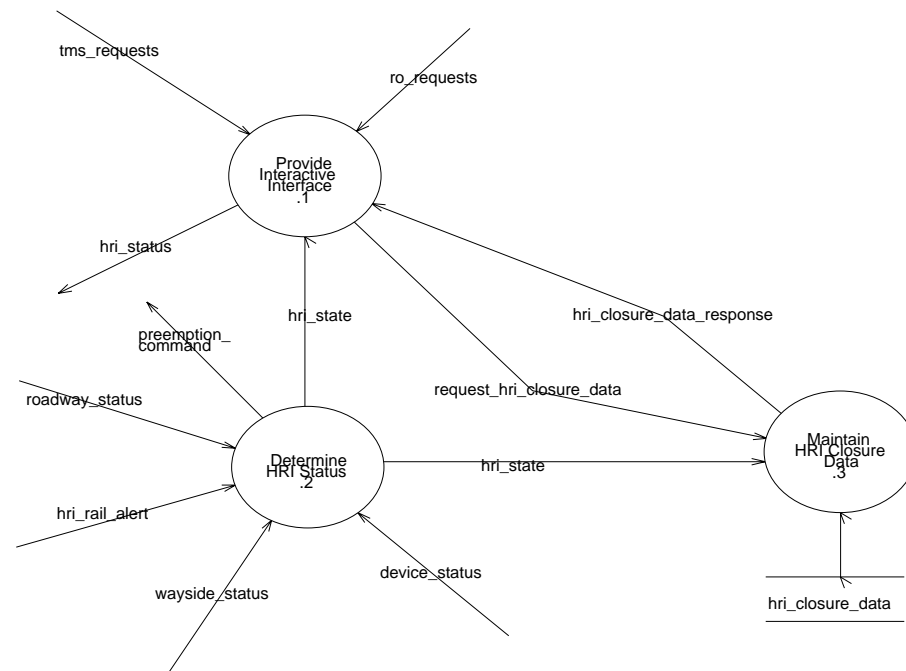 tms_requests
ro_requests
Provide
Interactive
Interface
.1
hri_status
hri_state
hri_closure_data_response
preemption_
command
request_hri_closure_data
roadway_status
Maintain
HRI Closure
Data
.3
Determine
HRI Status
.2
hri_state
hri_rail_alert
device_status
wayside_status
hri_closure_data